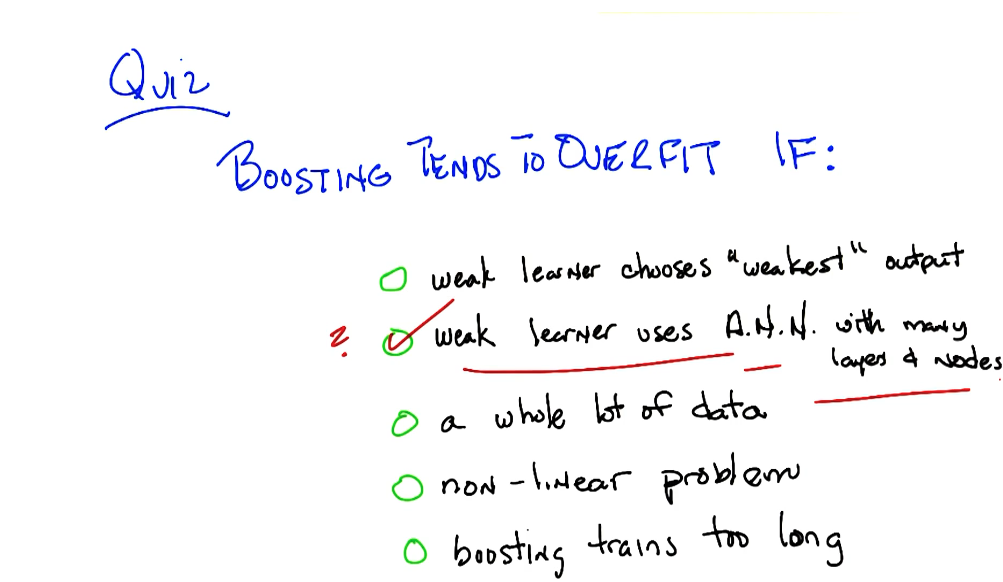 Quiz
BOOSTING TENDS TO OVERFIT IF:
weak learner chooses "weakest" output
? weak learner uses A.N.N. with many
layers & nodes
a whole lot of data
non-linear problem
boosting trains too long